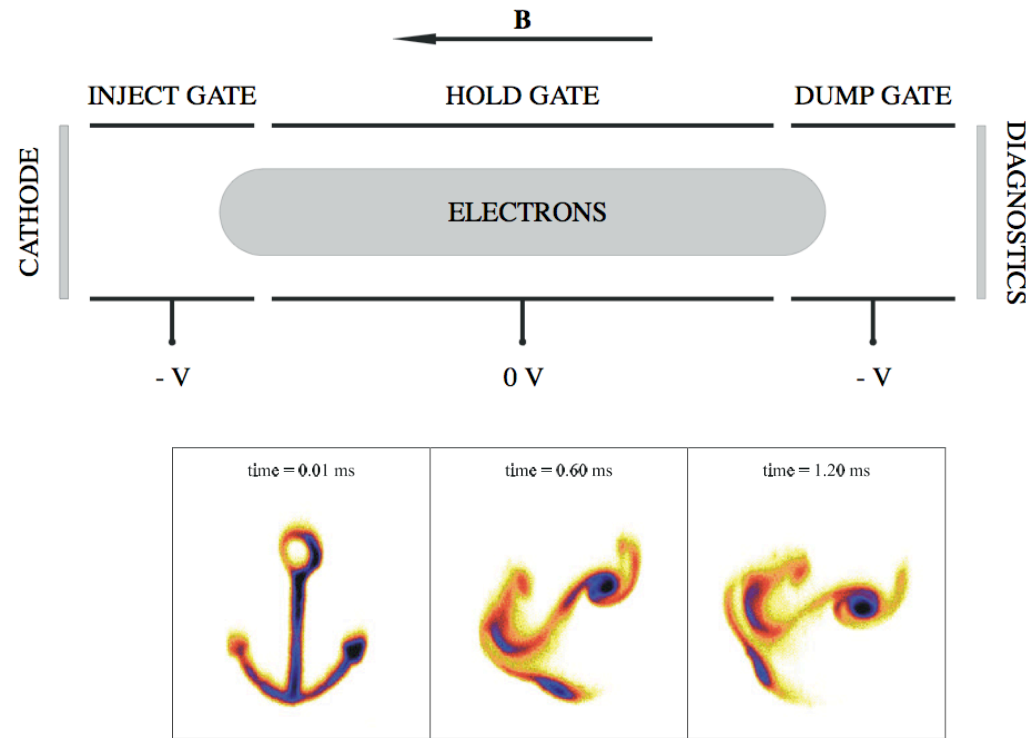 B
INJECT GATE
HOLD GATE
DUMP GATE
CATHODE
ELECTRONS
DIAGNOSTICS
- V
0 V
- V
time = 0.01 ms
time = 0.60 ms
time = 1.20 ms